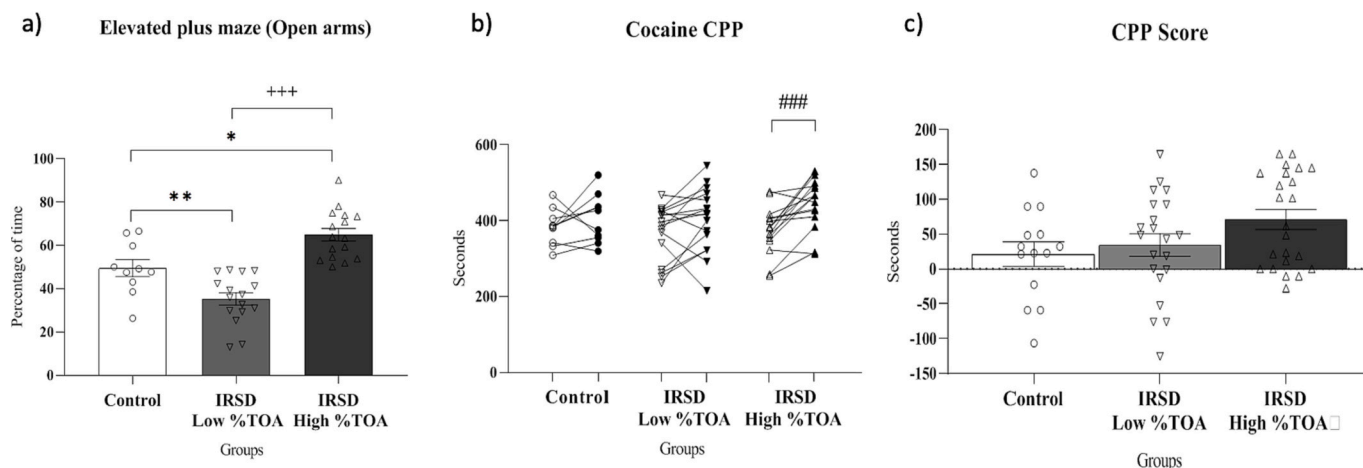 a) Elevated plus maze (Open arms)
+++
*
**
100
80
60
40
20
0
Percentage of time
Control
IRSD
Low %TOA
IRSD
High %TOA
Groups
b) Cocaine CPP
###
600
400
200
0
Seconds
Control
IRSD
Low %TOA
IRSD
High %TOA
Groups
c) CPP Score
200
150
100
50
0
-50
-100
-150
Seconds
Control
IRSD
Low %TOA
IRSD
High %TOA□
Groups